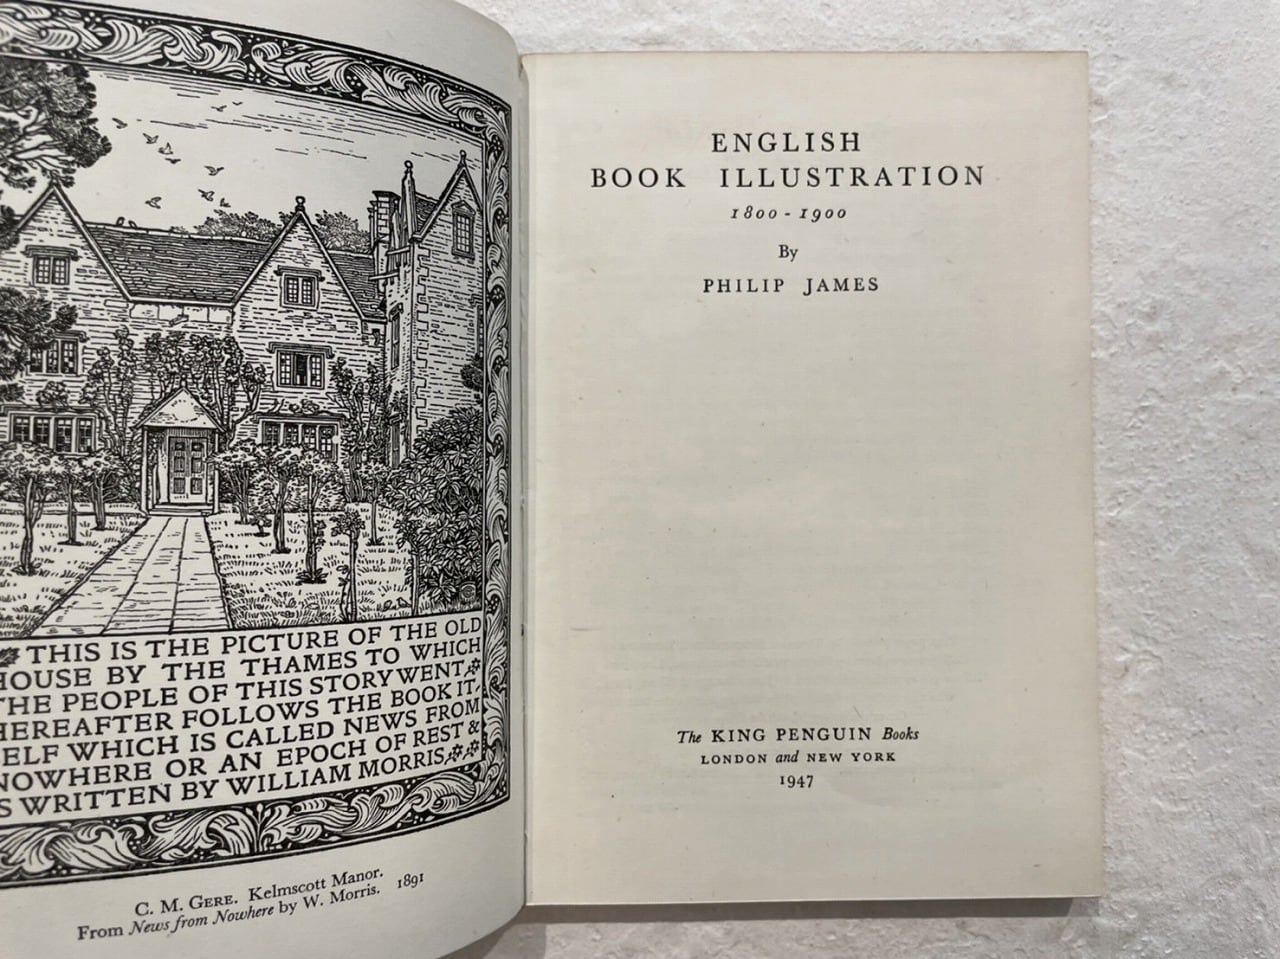 THIS IS THE PICTURE OF THE OLD
HOUSE BY THE THAMES TO WHICH
THE PEOPLE OF THIS STORY WENT
HEREAFTER FOLLOWS THE BOOK IT,
SELF WHICH IS CALLED NEWS FROM
NOWHERE OR AN EPOCH OF REST &
IS WRITTEN BY WILLIAM MORRIS
C. M. GERE. Kelmscott Manor.
From News from Nowhere by W. Morris. 1891
ENGLISH
BOOK ILLUSTRATION
1800-1900
By
PHILIP JAMES
The KING PENGUIN Books
LONDON and NEW YORK
1947